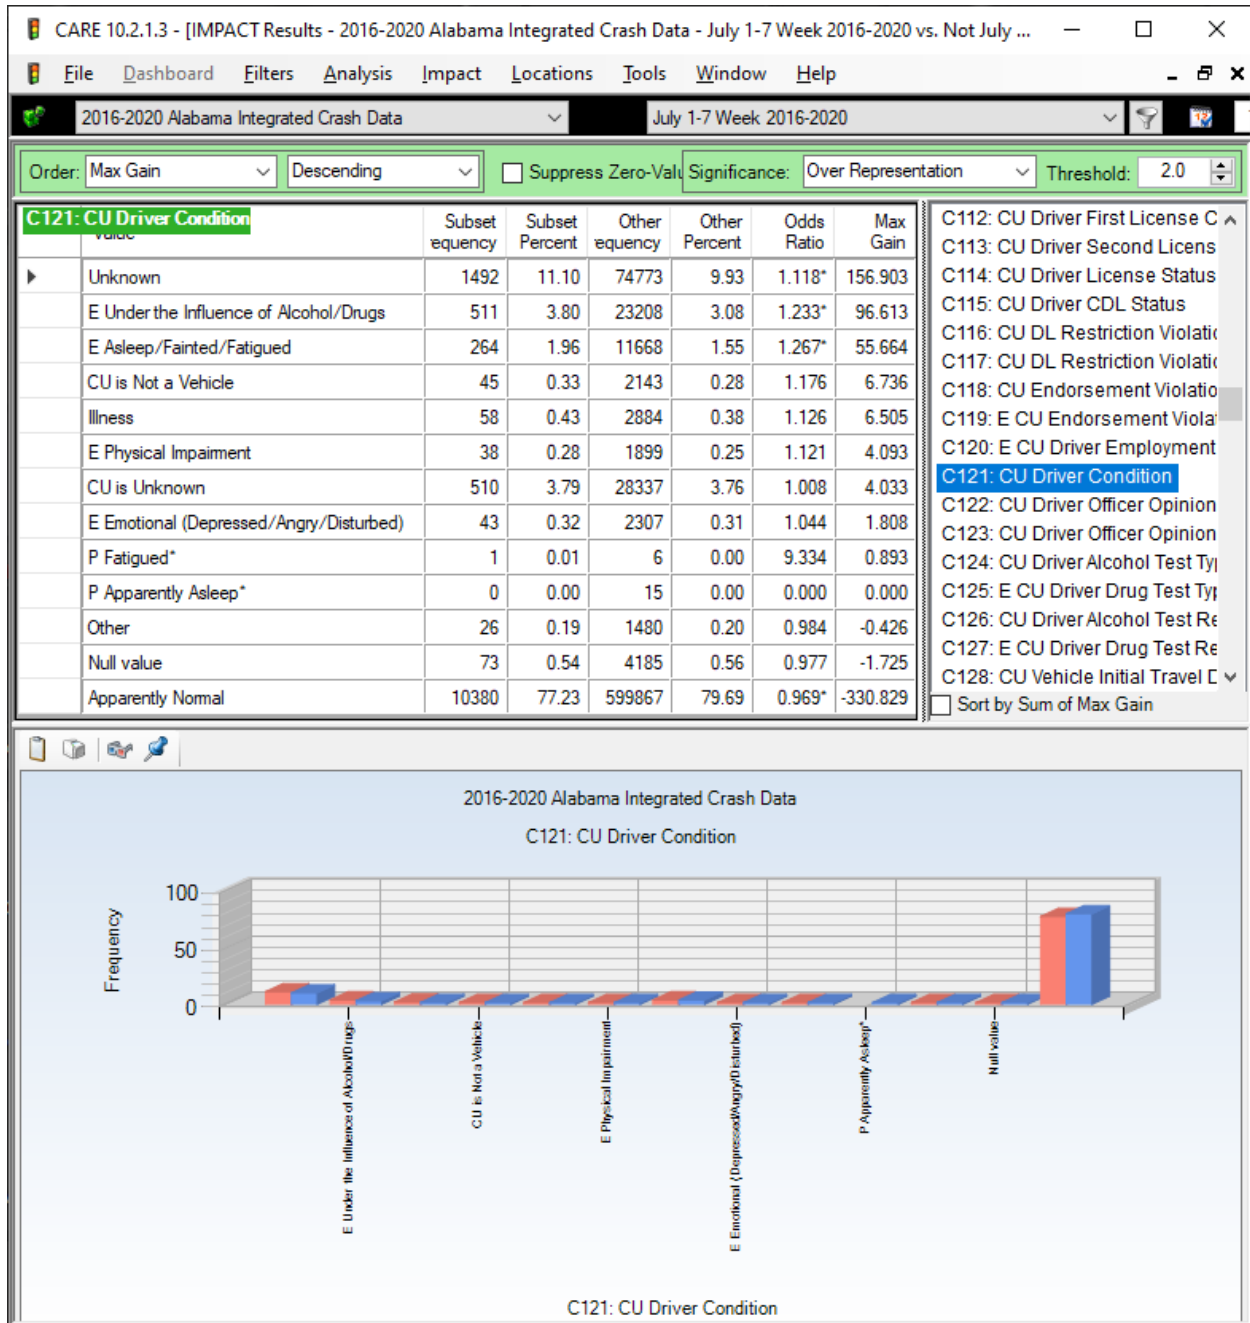 CARE 10.2.1.3 - [IMPACT Results - 2016-2020 Alabama Integrated Crash Data - July 1-7 Week 2016-2020 vs. Not July ...
File Dashboard Filters Analysis Impact Locations Tools Window Help
2016-2020 Alabama Integrated Crash Data July 1-7 Week 2016-2020
Order: Max Gain Descending Suppress Zero-Valu Significance: Over Representation Threshold: 2.0
C121: CU Driver Condition
Subset equency Subset Percent Other equency Other Percent Odds Ratio Max Gain
Unknown 1492 11.10 74773 9.93 1.118* 156.903
E Under the Influence of Alcohol/Drugs 511 3.80 23208 3.08 1.233* 96.613
E Asleep/Fainted/Fatigued 264 1.96 11668 1.55 1.267* 55.664
CU is Not a Vehicle 45 0.33 2143 0.28 1.176 6.736
Illness 58 0.43 2884 0.38 1.126 6.505
E Physical Impairment 38 0.28 1899 0.25 1.121 4.093
CU is Unknown 510 3.79 28337 3.76 1.008 4.033
E Emotional (Depressed/Angry/Disturbed) 43 0.32 2307 0.31 1.044 1.808
P Fatigued* 1 0.01 6 0.00 9.334 0.893
P Apparently Asleep* 0 0.00 15 0.00 0.000 0.000
Other 26 0.19 1480 0.20 0.984 -0.426
Null value 73 0.54 4185 0.56 0.977 -1.725
Apparently Normal 10380 77.23 599867 79.69 0.969* -330.829
C112: CU Driver First License C
C113: CU Driver Second Licens
C114: CU Driver License Status
C115: CU Driver CDL Status
C116: CU DL Restriction Violatio
C117: CU DL Restriction Violatio
C118: CU Endorsement Violatio
C119: E CU Endorsement Violat
C120: E CU Driver Employment
C121: CU Driver Condition
C122: CU Driver Officer Opinion
C123: CU Driver Officer Opinion
C124: CU Driver Alcohol Test Ty
C125: E CU Driver Drug Test Ty
C126: CU Driver Alcohol Test Re
C127: E CU Driver Drug Test Re
C128: CU Vehicle Initial Travel D
Sort by Sum of Max Gain
2016-2020 Alabama Integrated Crash Data
C121: CU Driver Condition
Frequency
100
50
0
E Under the Influence of Alcohol/Drugs
CU is Not a Vehicle
E Physical Impairment
E Emotional (Depressed/Angry/Disturbed)
P Apparently Asleep*
Null value
C121: CU Driver Condition